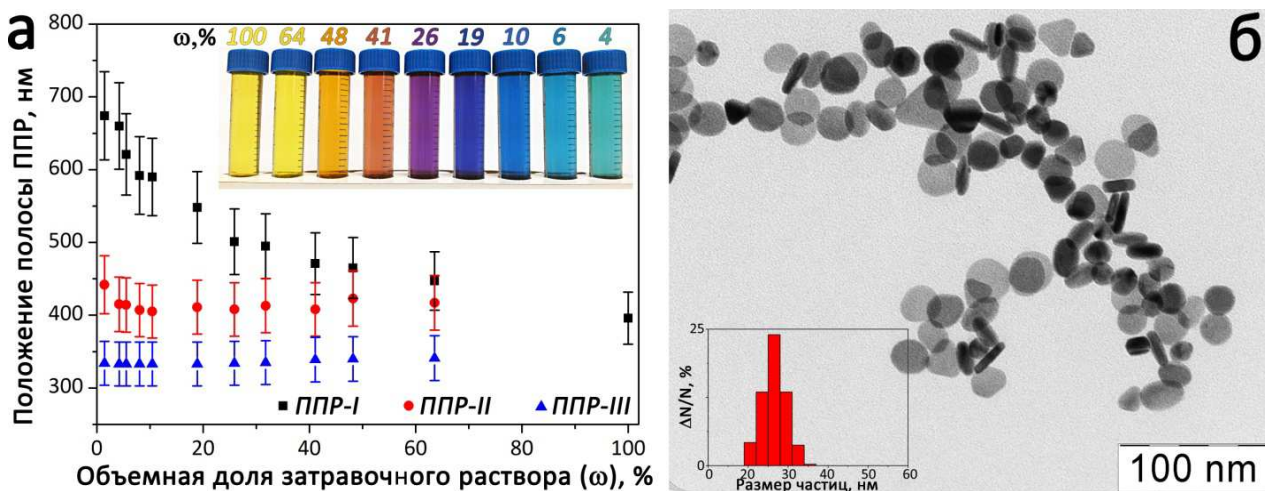 а
800
700
600
500
400
300
Положение полосы ППР, нм
ω,% 100 64 48 41 26 19 10 6 4
ППР-I ППР-II ППР-III
0 20 40 60 80 100
Объемная доля затравочного раствора (ω), %
б
25
0
ΔN/N, %
0 20 30 40 50 60
Размер частиц, нм
100 nm